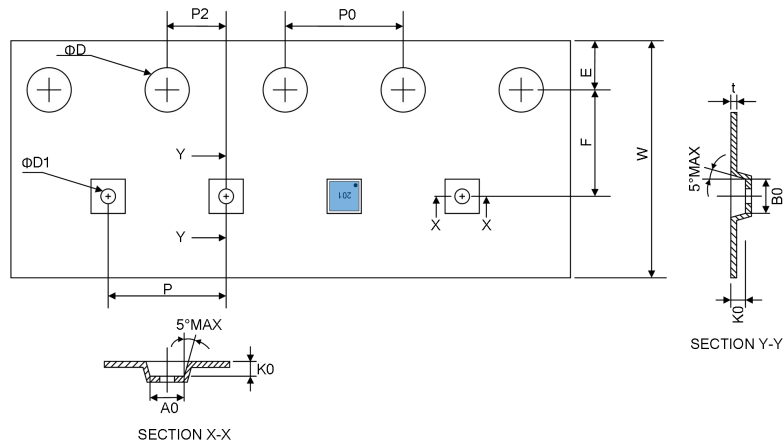 P2
P0
ΦD
E
F
W
t
5°MAX
B0
K0
SECTION Y-Y
Y
Y
ΦD1
201
X
X
P
5°MAX
K0
A0
SECTION X-X